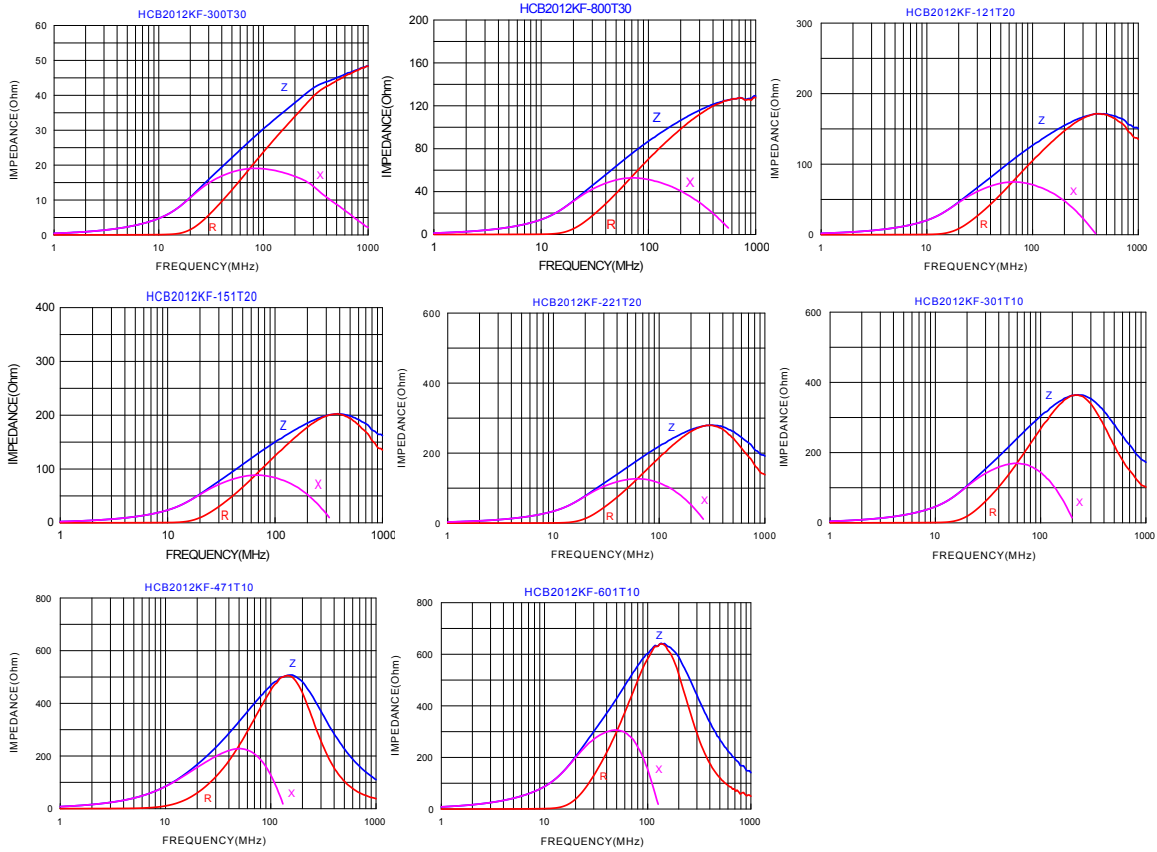 HCB2012KF-300T30
IMPEDANCE(Ohm)
60
50
40
30
20
10
0
Z
X
R
1
10
100
1000
FREQUENCY(MHz)
HCB2012KF-800T30
IMPEDANCE(Ohm)
200
160
120
80
40
0
Z
X
R
1
10
100
1000
FREQUENCY(MHz)
HCB2012KF-121T20
IMPEDANCE(Ohm)
300
200
100
0
Z
X
R
1
10
100
1000
FREQUENCY(MHz)
HCB2012KF-151T20
IMPEDANCE(Ohm)
400
300
200
100
0
Z
X
R
1
10
100
1000
FREQUENCY(MHz)
HCB2012KF-221T20
IMPEDANCE(Ohm)
600
400
200
0
Z
X
R
1
10
100
1000
FREQUENCY(MHz)
HCB2012KF-301T10
IMPEDANCE(Ohm)
600
400
200
0
Z
X
R
1
10
100
1000
FREQUENCY(MHz)
HCB2012KF-471T10
IMPEDANCE(Ohm)
800
600
400
200
0
Z
X
R
1
10
100
1000
FREQUENCY(MHz)
HCB2012KF-601T10
IMPEDANCE(Ohm)
800
600
400
200
0
Z
X
R
1
10
100
1000
FREQUENCY(MHz)